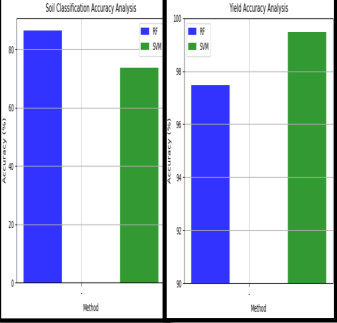 Soil Classification Accuracy Analysis
RF
SVM
80
60
40
20
0
Accuracy (%)
-
Method
Yield Accuracy Analysis
RF
SVM
100
98
96
94
92
90
Accuracy (%)
-
Method